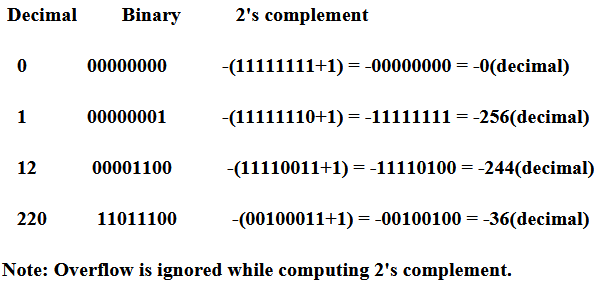 Decimal Binary 2's complement
0 00000000 -(11111111+1) = -00000000 = -0(decimal)
1 00000001 -(11111110+1) = -11111111 = -256(decimal)
12 00001100 -(11110011+1) = -11110100 = -244(decimal)
220 11011100 -(00100011+1) = -00100100 = -36(decimal)
Note: Overflow is ignored while computing 2's complement.